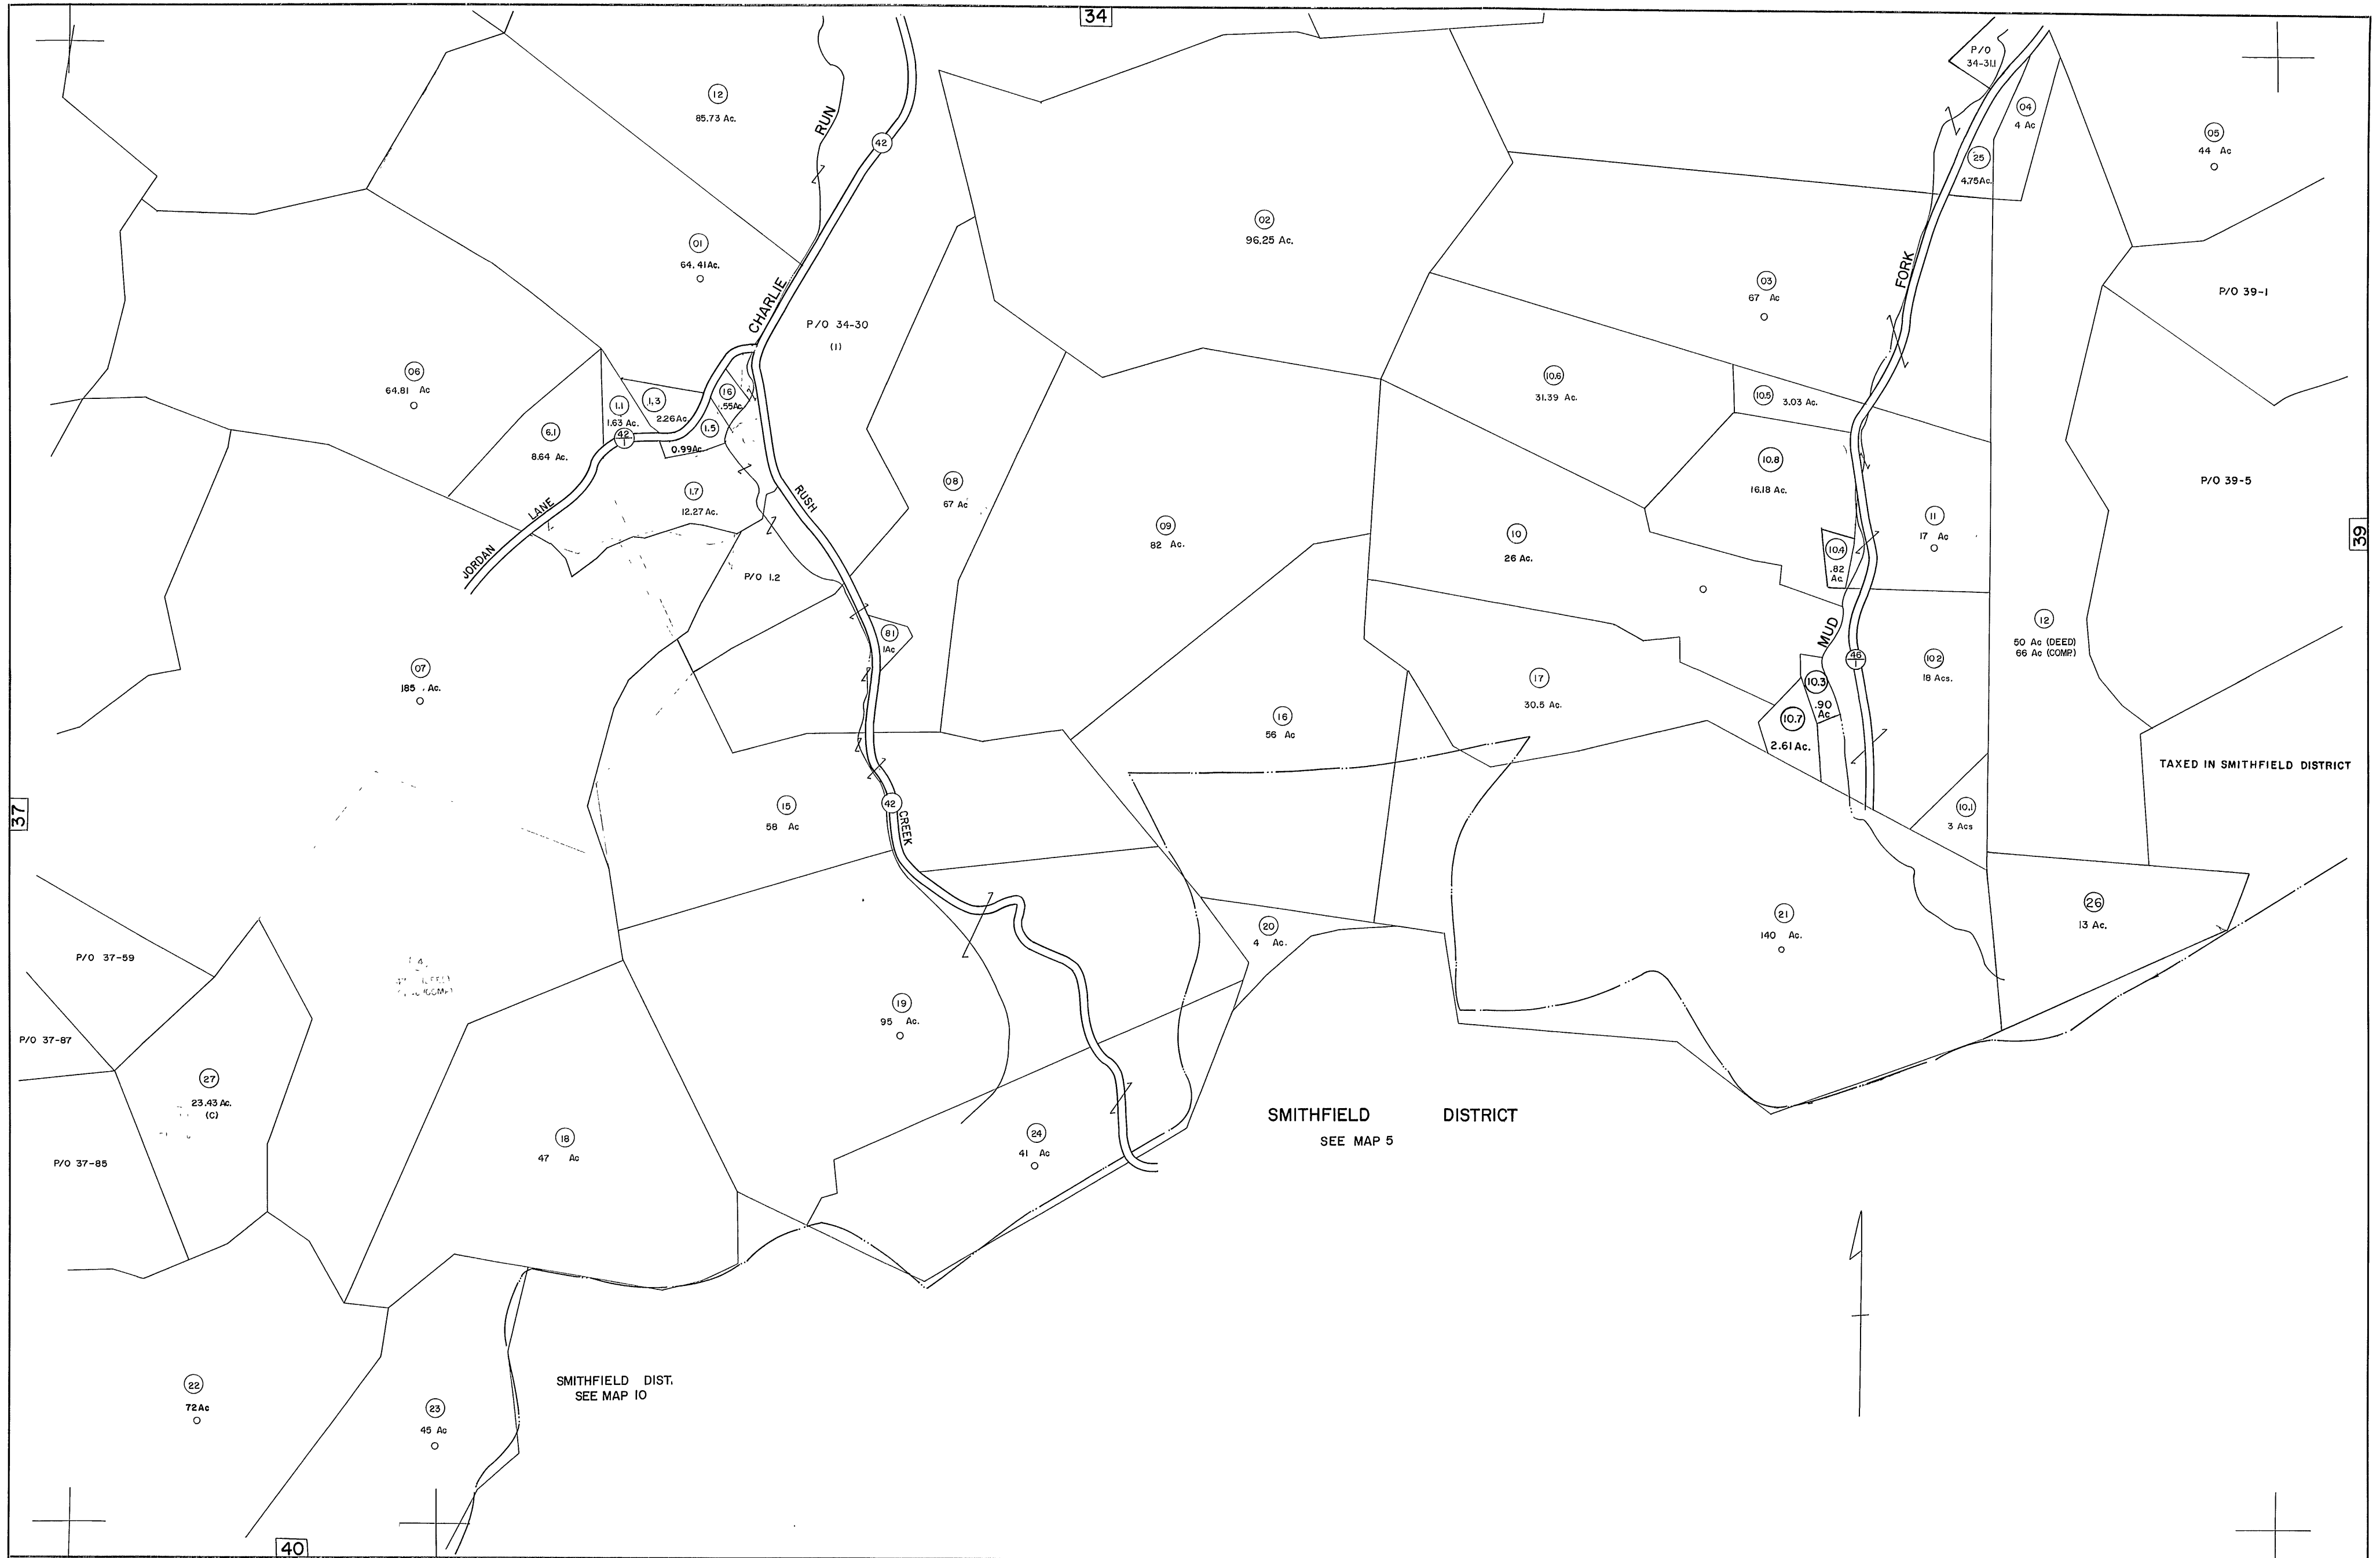 34
12
85.73 Ac.
RUN
42
P/O
34-31.1
04
4 Ac
05
44 Ac
25
4.75Ac.
02
96.25 Ac.
01
64.41Ac.
CHARLIE
P/O 34-30
(1)
03
67 Ac
FORK
P/O 39-1
06
64.81 Ac
1.1
1.63 Ac.
1.3
2.26Ac.
16
.55Ac.
1.5
0.99Ac.
42
1
6.1
8.64 Ac.
10.6
31.39 Ac.
10.5
3.03 Ac.
10.8
16.18 Ac.
P/O 39-5
08
67 Ac
1.7
12.27 Ac.
RUSH
JORDAN LANE
09
82 Ac.
10
26 Ac.
11
17 Ac
10.4
.82
Ac.
39
P/O 1.2
81
1Ac
07
185 Ac.
MUD
46
1
12
50 Ac (DEED)
66 Ac (COMP.)
10.2
18 Acs.
17
30.5 Ac.
10.3
.90
Ac
10.7
2.61Ac.
16
56 Ac
TAXED IN SMITHFIELD DISTRICT
37
15
58 Ac
42
CREEK
10.1
3 Acs
20
4 Ac.
21
140 Ac.
26
13 Ac.
P/O 37-59
19
95 Ac.
P/O 37-87
27
23.43 Ac.
(C)
P/O 37-85
18
47 Ac
24
41 Ac
SMITHFIELD DISTRICT
SEE MAP 5
22
72Ac
23
45 Ac
SMITHFIELD DIST.
SEE MAP 10
40